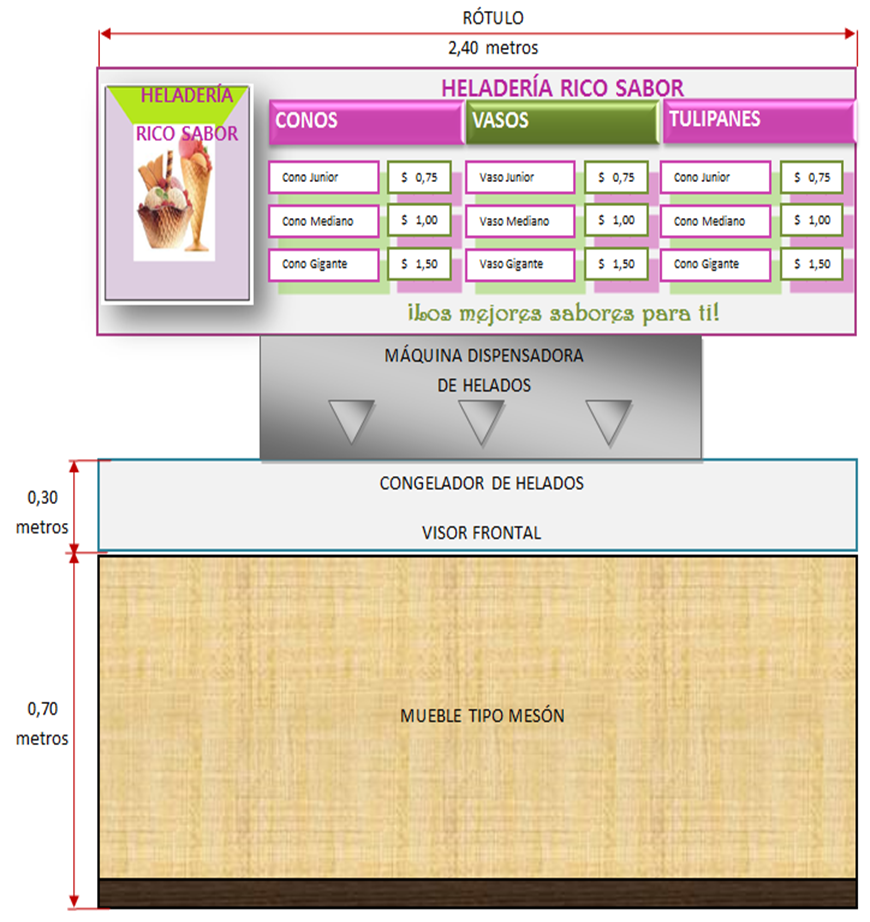 RÓTULO
2,40 metros
HELADERÍA
RICO SABOR
HELADERÍA RICO SABOR
CONOS VASOS TULIPANES
Cono Junior $ 0,75 Vaso Junior $ 0,75 Cono Junior $ 0,75
Cono Mediano $ 1,00 Vaso Mediano $ 1,00 Cono Mediano $ 1,00
Cono Gigante $ 1,50 Vaso Gigante $ 1,50 Cono Gigante $ 1,50
¡Los mejores sabores para ti!
MÁQUINA DISPENSADORA
DE HELADOS
0,30
metros
CONGELADOR DE HELADOS
VISOR FRONTAL
0,70
metros
MUEBLE TIPO MESÓN